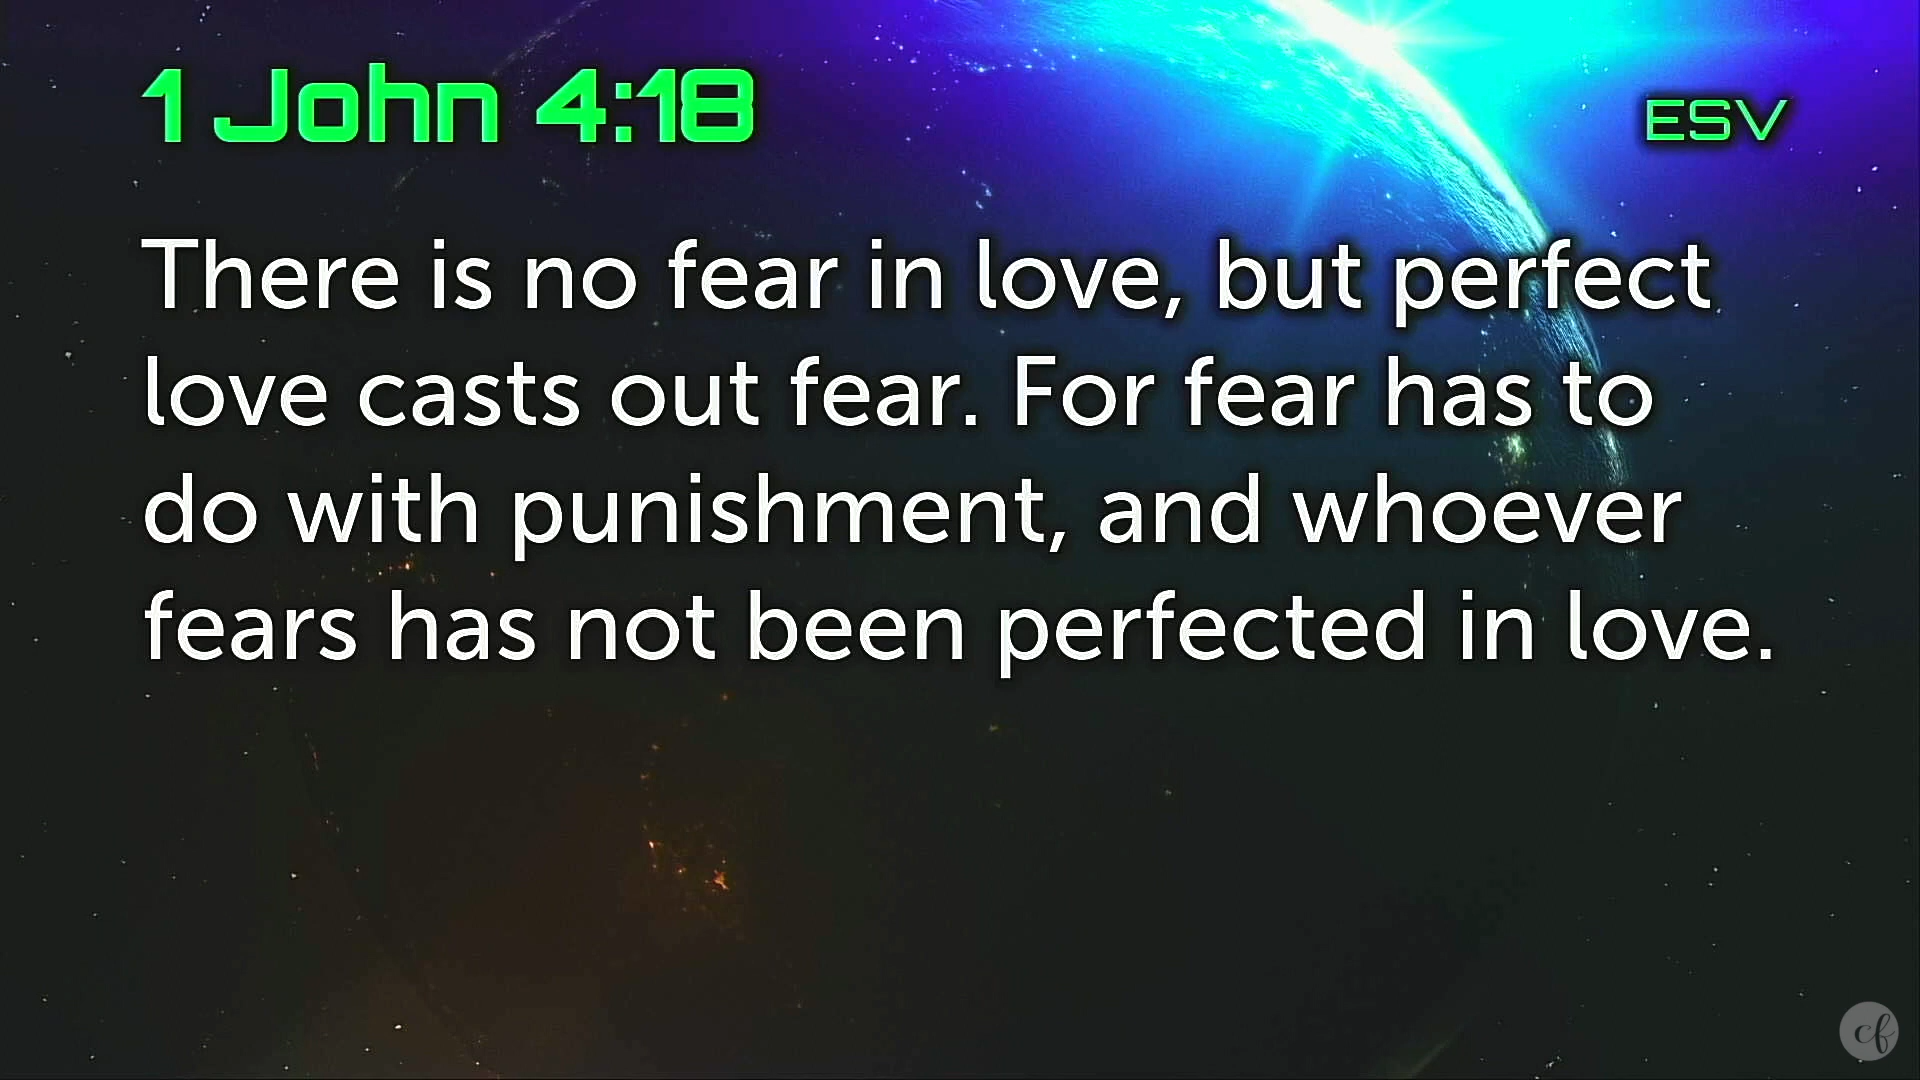 1 John 4:18
ESV
There is no fear in love, but perfect
love casts out fear. For fear has to
do with punishment, and whoever
fears has not been perfected in love.
cf